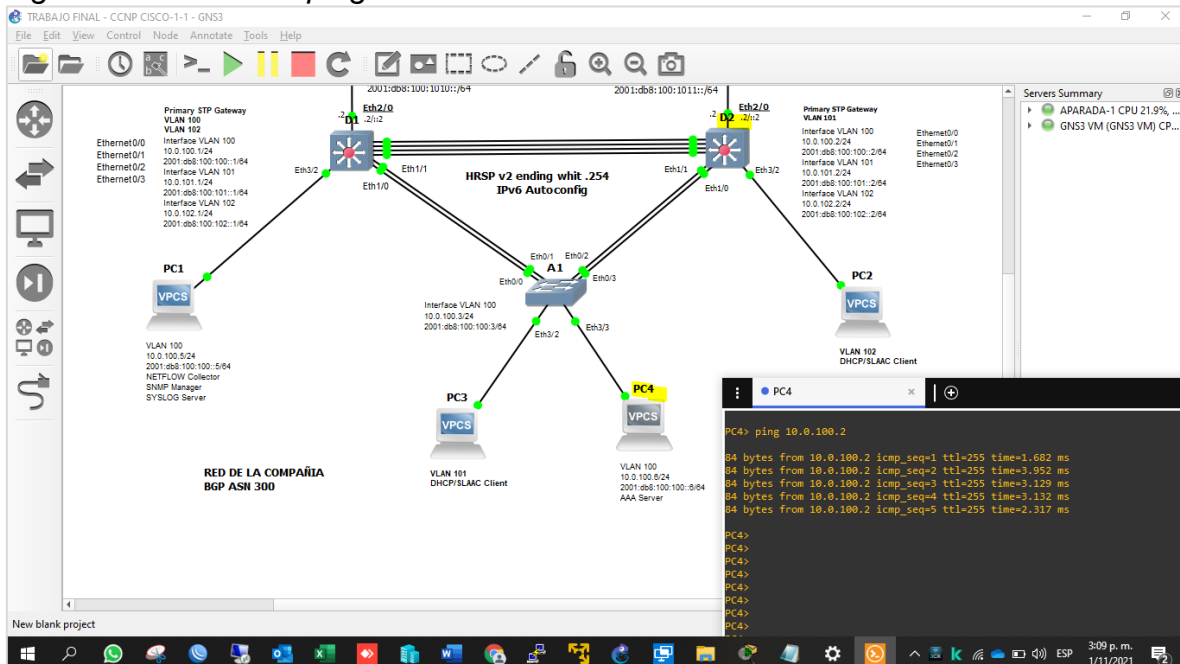 TRABAJO FINAL - CCNP CISCO-1-1 - GNS3
File Edit View Control Node Annotate Tools Help
Servers Summary
APARADA-1 CPU 21.9%, ...
GNS3 VM (GNS3 VM) CP...
2001:db8:100:1010::/64
2001:db8:100:1011::/64
Primary STP Gateway
VLAN 100
VLAN 102
Interface VLAN 100
10.0.100.1/24
2001:db8:100:100::1/64
Interface VLAN 101
10.0.101.1/24
2001:db8:100:101::1/64
Interface VLAN 102
10.0.102.1/24
2001:db8:100:102::1/64
Ethernet0/0
Ethernet0/1
Ethernet0/2
Ethernet0/3
Eth2/0
.2
D1
.2/::2
Eth3/2
Eth1/1
Eth1/0
HRSP v2 ending whit .254
IPv6 Autoconfig
Eth2/0
.2
D2
.2/::2
Eth1/1
Eth3/2
Eth1/0
Primary STP Gateway
VLAN 101
Interface VLAN 100
10.0.100.2/24
2001:db8:100:100::2/64
Interface VLAN 101
10.0.101.2/24
2001:db8:100:101::2/64
Interface VLAN 102
10.0.102.2/24
2001:db8:100:102::2/64
Ethernet0/0
Ethernet0/1
Ethernet0/2
Ethernet0/3
Eth0/1
Eth0/2
A1
Eth0/0
Eth0/3
Interface VLAN 100
10.0.100.3/24
2001:db8:100:100:3/64
Eth3/2
Eth3/3
PC1
VPCS
VLAN 100
10.0.100.5/24
2001:db8:100:100::5/64
NETFLOW Collector
SNMP Manager
SYSLOG Server
PC2
VPCS
VLAN 102
DHCP/SLAAC Client
PC3
VPCS
VLAN 101
DHCP/SLAAC Client
PC4
VPCS
VLAN 100
10.0.100.6/24
2001:db8:100:100::6/64
AAA Server
RED DE LA COMPAÑIA
BGP ASN 300
PC4
PC4> ping 10.0.100.2
84 bytes from 10.0.100.2 icmp_seq=1 ttl=255 time=1.682 ms
84 bytes from 10.0.100.2 icmp_seq=2 ttl=255 time=3.952 ms
84 bytes from 10.0.100.2 icmp_seq=3 ttl=255 time=3.129 ms
84 bytes from 10.0.100.2 icmp_seq=4 ttl=255 time=3.132 ms
84 bytes from 10.0.100.2 icmp_seq=5 ttl=255 time=2.317 ms
PC4>
PC4>
PC4>
PC4>
PC4>
PC4>
PC4>
PC4>
New blank project
ESP
3:09 p. m.
1/11/2021